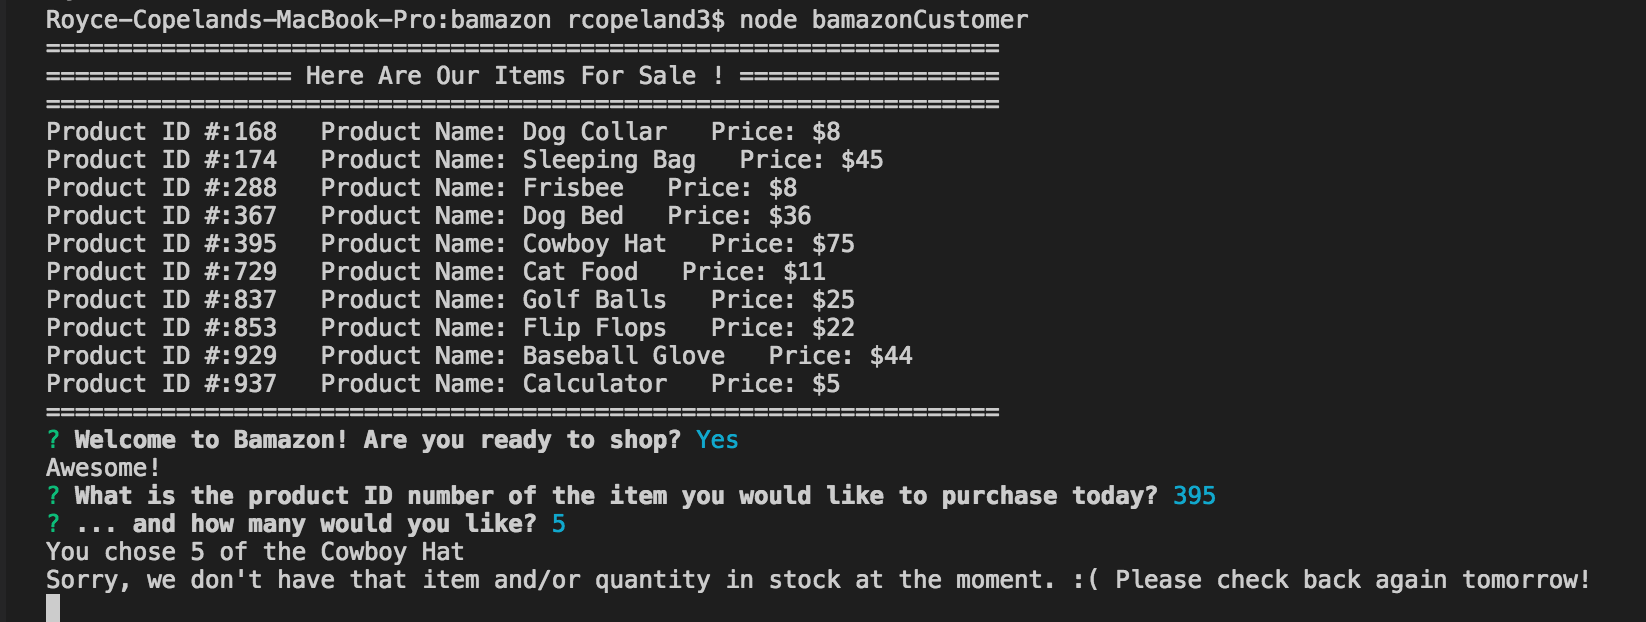 Royce-Copelands-MacBook-Pro:bamazon rcopeland3$ node bamazonCustomer
==================================================================
================= Here Are Our Items For Sale ! ==================
==================================================================
Product ID #:168   Product Name: Dog Collar   Price: $8
Product ID #:174   Product Name: Sleeping Bag   Price: $45
Product ID #:288   Product Name: Frisbee   Price: $8
Product ID #:367   Product Name: Dog Bed   Price: $36
Product ID #:395   Product Name: Cowboy Hat   Price: $75
Product ID #:729   Product Name: Cat Food   Price: $11
Product ID #:837   Product Name: Golf Balls   Price: $25
Product ID #:853   Product Name: Flip Flops   Price: $22
Product ID #:929   Product Name: Baseball Glove   Price: $44
Product ID #:937   Product Name: Calculator   Price: $5
==================================================================
? Welcome to Bamazon! Are you ready to shop? Yes
Awesome!
? What is the product ID number of the item you would like to purchase today? 395
? ... and how many would you like? 5
You chose 5 of the Cowboy Hat
Sorry, we don't have that item and/or quantity in stock at the moment. :( Please check back again tomorrow!